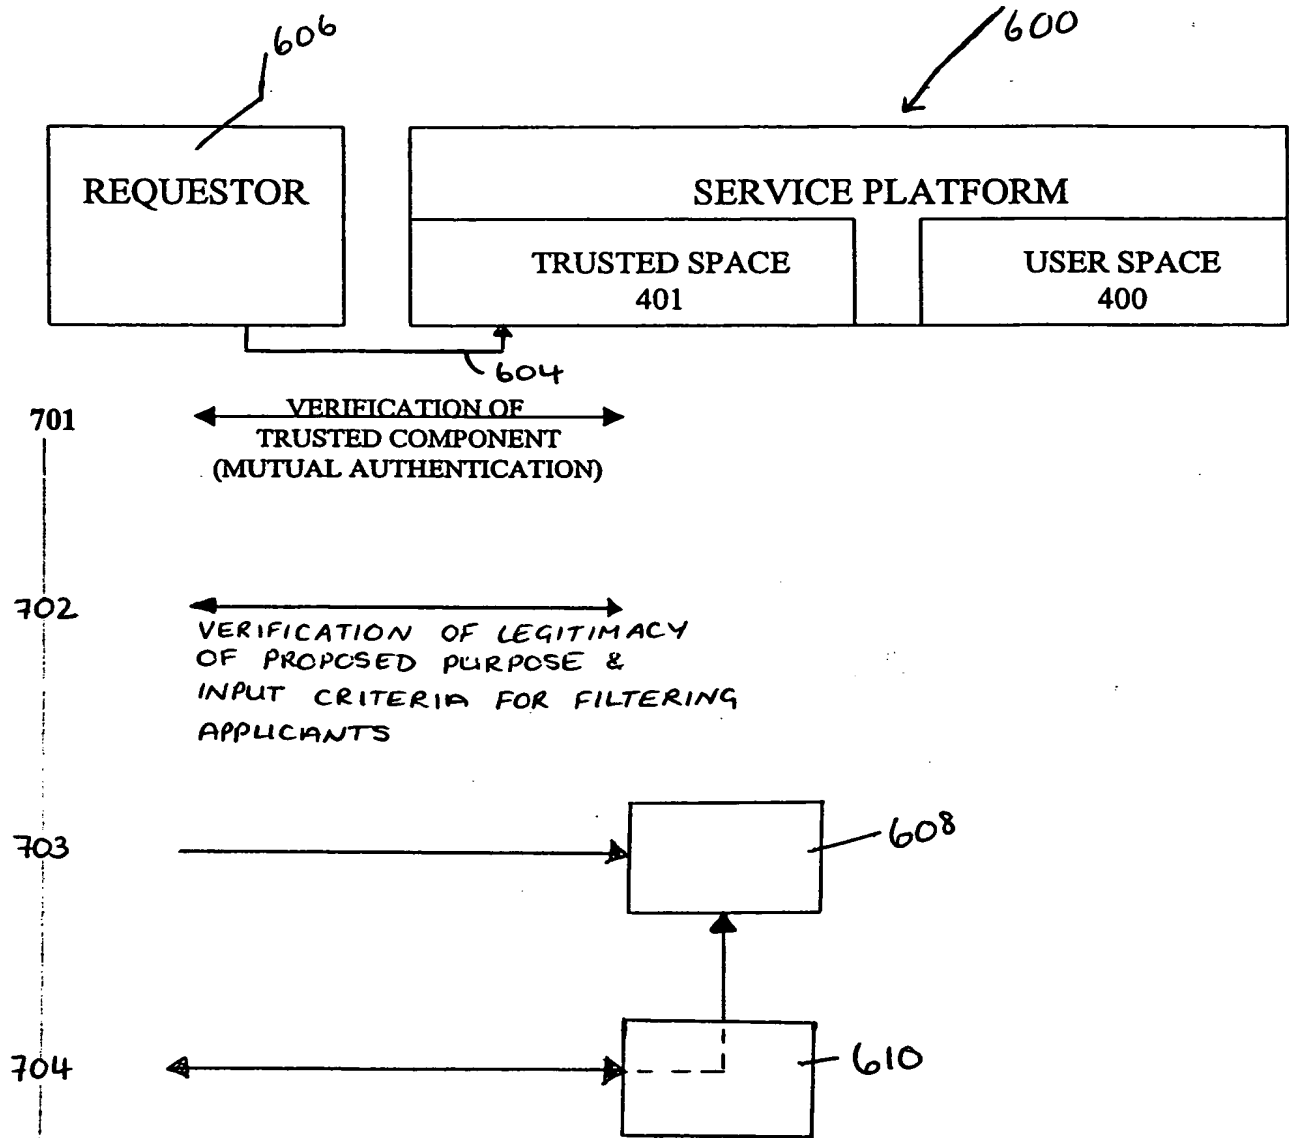 606
600
REQUESTOR
SERVICE PLATFORM
TRUSTED SPACE
401
USER SPACE
400
604
701
VERIFICATION OF
TRUSTED COMPONENT
(MUTUAL AUTHENTICATION)
702
VERIFICATION OF LEGITIMACY
OF PROPOSED PURPOSE &
INPUT CRITERIA FOR FILTERING
APPLICANTS
703
608
704
610